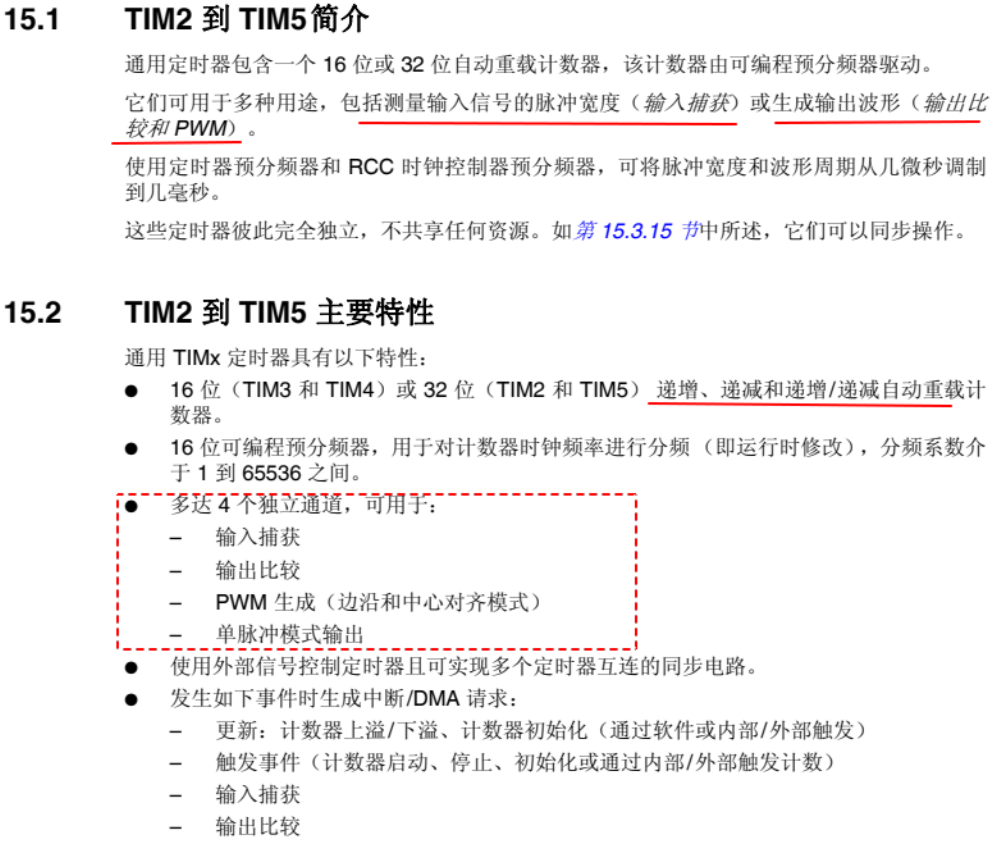 15.1 TIM2 到 TIM5简介
通用定时器包含一个 16 位或 32 位自动重载计数器，该计数器由可编程预分频器驱动。
它们可用于多种用途，包括测量输入信号的脉冲宽度（输入捕获）或生成输出波形（输出比
较和 PWM）。
使用定时器预分频器和 RCC 时钟控制器预分频器，可将脉冲宽度和波形周期从几微秒调制
到几毫秒。
这些定时器彼此完全独立，不共享任何资源。如第 15.3.15 节中所述，它们可以同步操作。
15.2 TIM2 到 TIM5 主要特性
通用 TIMx 定时器具有以下特性：
● 16 位（TIM3 和 TIM4）或 32 位（TIM2 和 TIM5） 递增、递减和递增/递减自动重载计
数器。
● 16 位可编程预分频器，用于对计数器时钟频率进行分频 （即运行时修改），分频系数介
于 1 到 65536 之间。
● 多达 4 个独立通道，可用于：
– 输入捕获
– 输出比较
– PWM 生成（边沿和中心对齐模式）
– 单脉冲模式输出
● 使用外部信号控制定时器且可实现多个定时器互连的同步电路。
● 发生如下事件时生成中断/DMA 请求：
– 更新：计数器上溢/下溢、计数器初始化（通过软件或内部/外部触发）
– 触发事件（计数器启动、停止、初始化或通过内部/外部触发计数）
– 输入捕获
– 输出比较